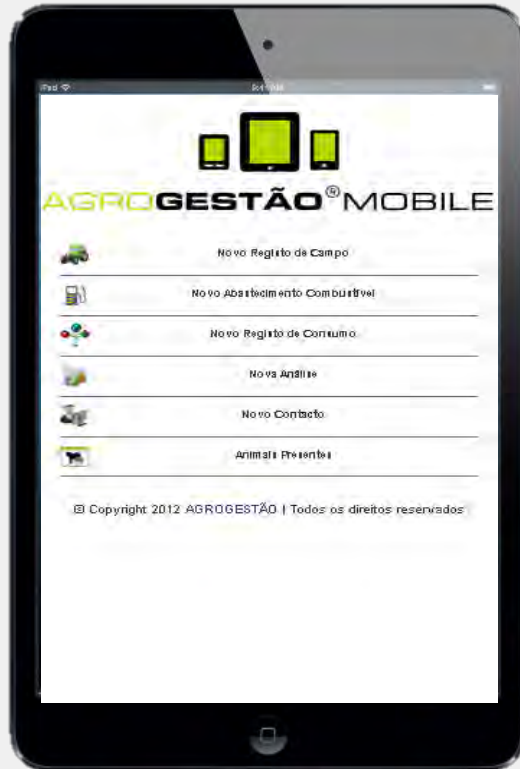 iPad
AGROGESTÃO® MOBILE
Novo Registo de Campo
Novo Abastecimento Combustível
Novo Registo de Consumo
Nova Análise
Novo Contacto
Animais Presentes
© Copyright 2012 AGROGESTÃO | Todos os direitos reservados